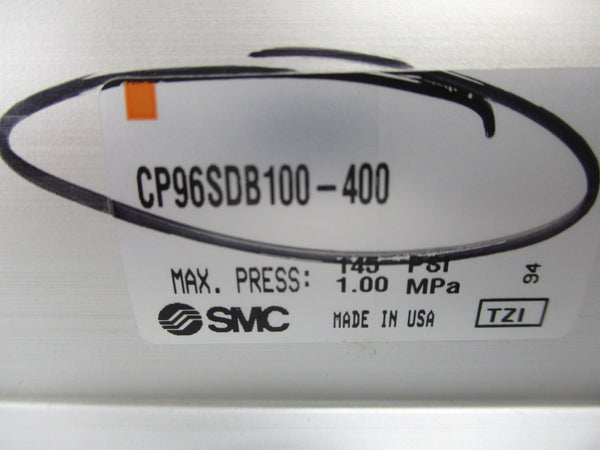 CP96SDB100-400
MAX. PRESS: 145 PSI
1.00 MPa
94
SMC MADE IN USA TZI